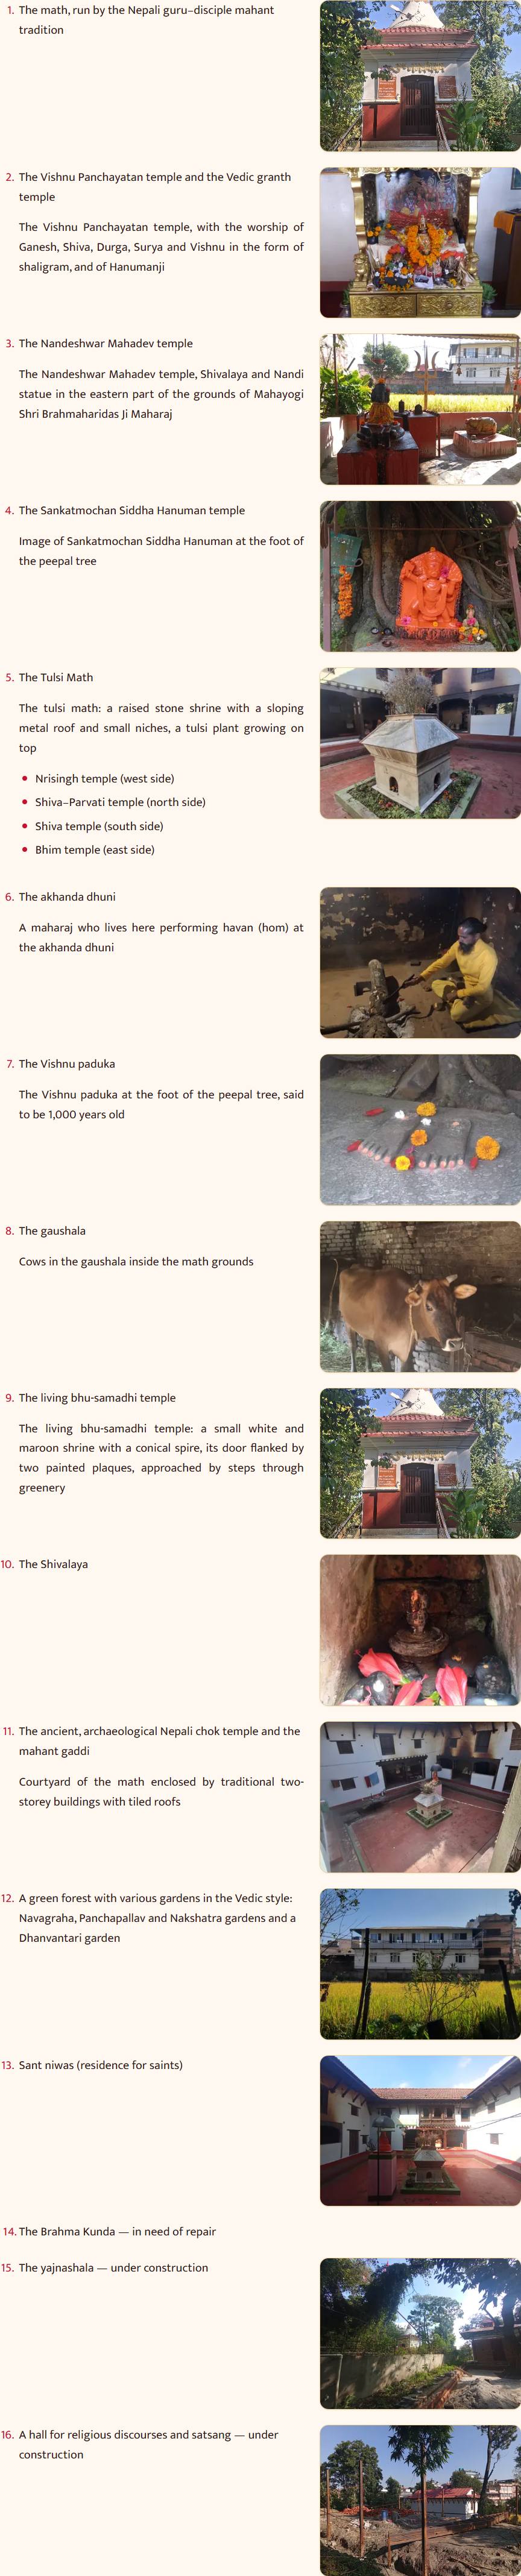 1. The math, run by the Nepali guru–disciple mahant
tradition
2. The Vishnu Panchayatan temple and the Vedic granth
temple
The Vishnu Panchayatan temple, with the worship of
Ganesh, Shiva, Durga, Surya and Vishnu in the form of
shaligram, and of Hanumanji
3. The Nandeshwar Mahadev temple
The Nandeshwar Mahadev temple, Shivalaya and Nandi
statue in the eastern part of the grounds of Mahayogi
Shri Brahmaharidas Ji Maharaj
4. The Sankatmochan Siddha Hanuman temple
Image of Sankatmochan Siddha Hanuman at the foot of
the peepal tree
5. The Tulsi Math
The tulsi math: a raised stone shrine with a sloping
metal roof and small niches, a tulsi plant growing on
top
• Nrisingh temple (west side)
• Shiva–Parvati temple (north side)
• Shiva temple (south side)
• Bhim temple (east side)
6. The akhanda dhuni
A maharaj who lives here performing havan (hom) at
the akhanda dhuni
7. The Vishnu paduka
The Vishnu paduka at the foot of the peepal tree, said
to be 1,000 years old
8. The gaushala
Cows in the gaushala inside the math grounds
9. The living bhu-samadhi temple
The living bhu-samadhi temple: a small white and
maroon shrine with a conical spire, its door flanked by
two painted plaques, approached by steps through
greenery
10. The Shivalaya
11. The ancient, archaeological Nepali chok temple and the
mahant gaddi
Courtyard of the math enclosed by traditional two-
storey buildings with tiled roofs
12. A green forest with various gardens in the Vedic style:
Navagraha, Panchapallav and Nakshatra gardens and a
Dhanvantari garden
13. Sant niwas (residence for saints)
14. The Brahma Kunda — in need of repair
15. The yajnashala — under construction
16. A hall for religious discourses and satsang — under
construction